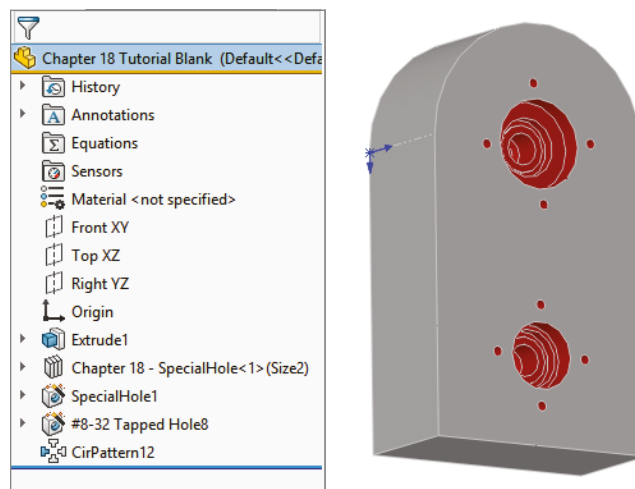 Chapter 18 Tutorial Blank (Default<<Defa
History
Annotations
Equations
Sensors
Material <not specified>
Front XY
Top XZ
Right YZ
Origin
Extrude1
Chapter 18 - SpecialHole<1>(Size2)
SpecialHole1
#8-32 Tapped Hole8
CirPattern12